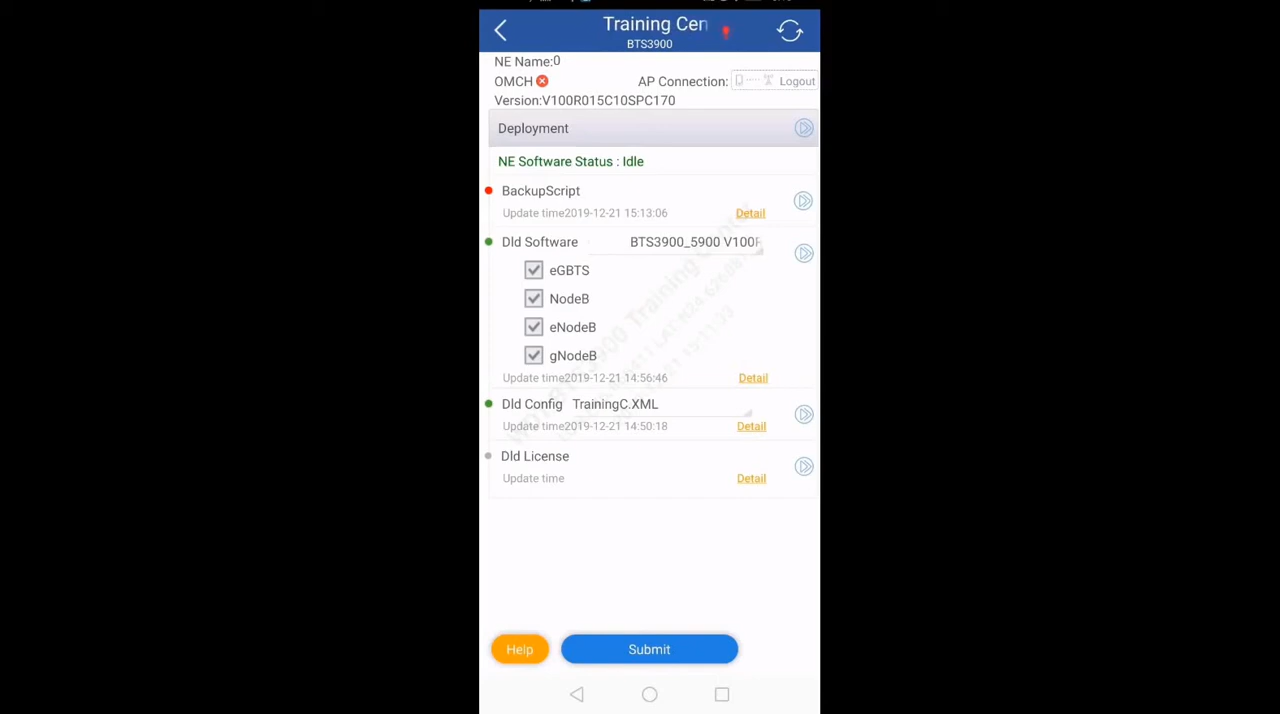 Training Cen
BTS3900
NE Name:0
OMCH
AP Connection: Logout
Version:V100R015C10SPC170
Deployment
NE Software Status : Idle
BackupScript
Update time2019-12-21 15:13:06 Detail
Dld Software BTS3900_5900 V100R
eGBTS
NodeB
eNodeB
gNodeB
Update time2019-12-21 14:56:46 Detail
Dld Config TrainingC.XML
Update time2019-12-21 14:50:18 Detail
Dld License
Update time Detail
Help Submit